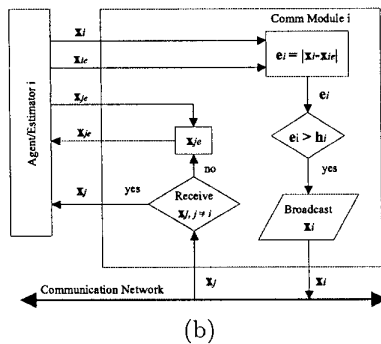 Comm Module i
Agent/Estimator i
xi
xie
ei = |xi-xie|
xje
ei
xje
xje
ei > hi
no
yes
xj
yes
Receive
xj, j ≠ i
Broadcast
xi
xj
xi
Communication Network
(b)